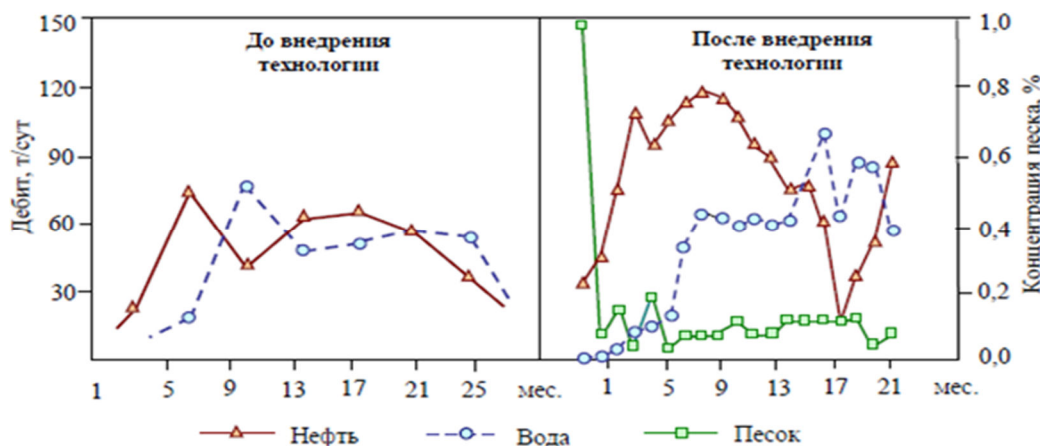 До внедрения
технологии
После внедрения
технологии
Дебит, т/сут
150
120
90
60
30
1,0
0,8
0,6
0,4
0,2
0,0
Концентрация песка, %
1 5 9 13 17 21 25 мес.
1 5 9 13 17 21 мес.
Нефть Вода Песок